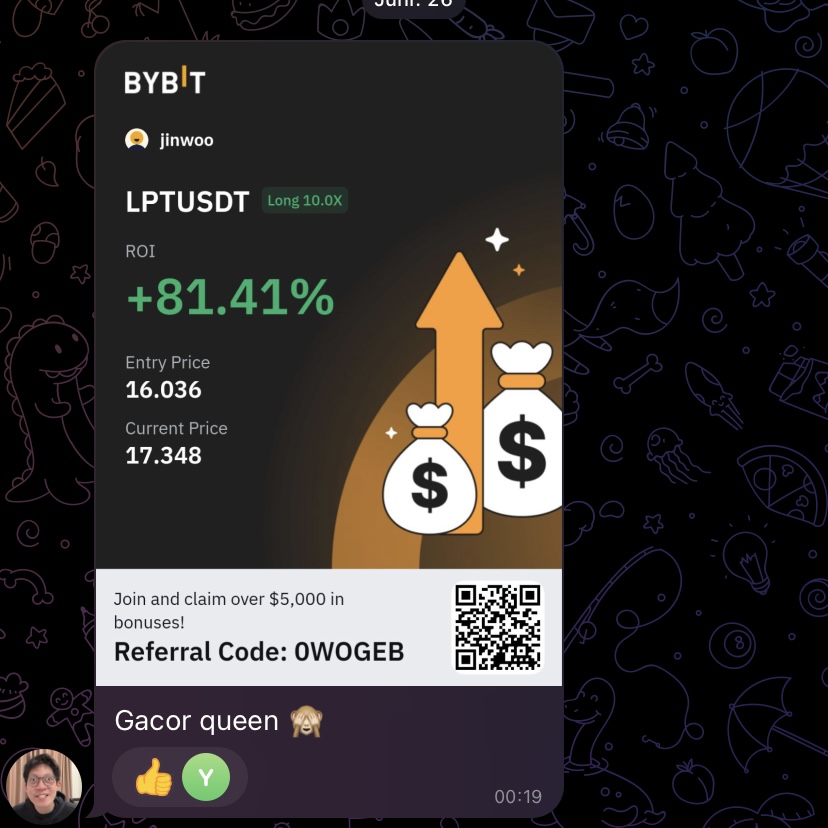 Juni. 26
BYBIT
jinwoo
LPTUSDT Long 10.0X
ROI
+81.41%
Entry Price
16.036
Current Price
17.348
$
$
Join and claim over $5,000 in
bonuses!
Referral Code: 0WOGEB
Gacor queen 🙈
👍 Y
00:19
8